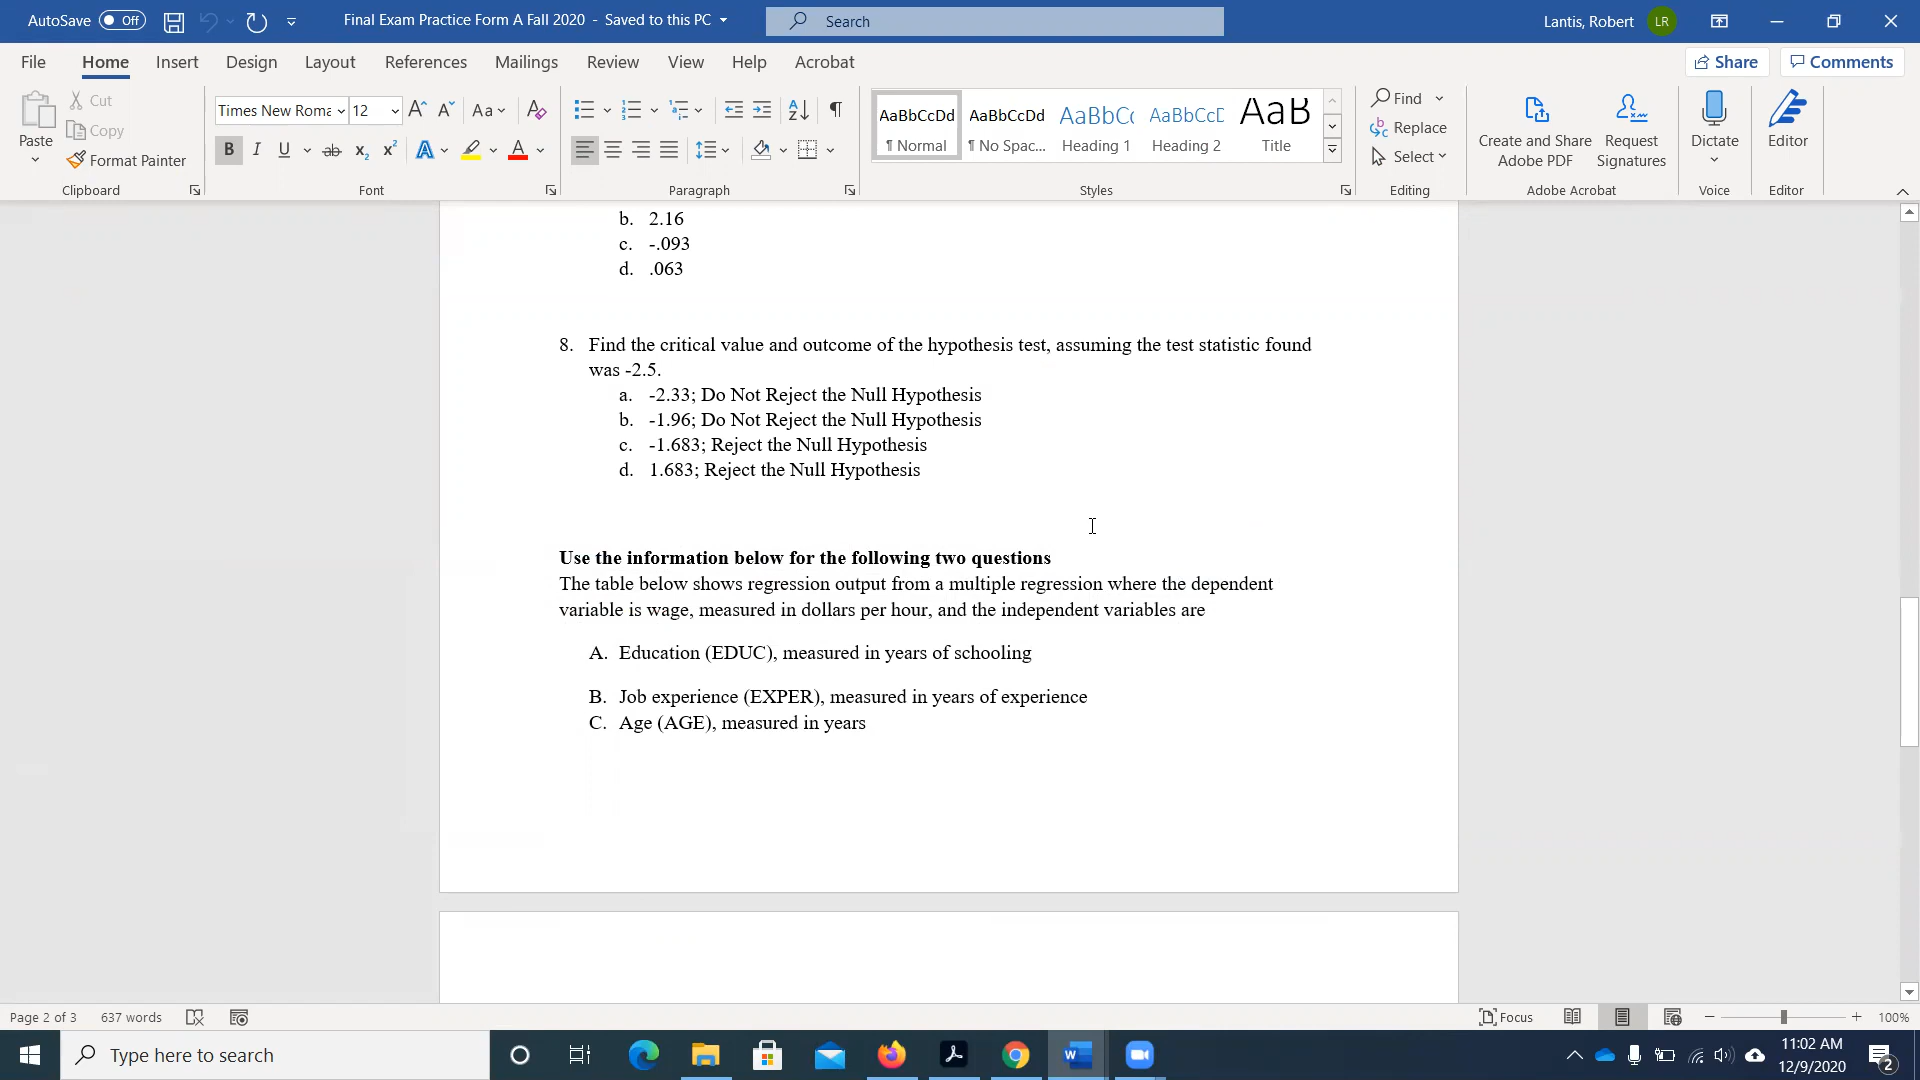 AutoSave Off
Final Exam Practice Form A Fall 2020 - Saved to this PC
Search
Lantis, Robert LR
File Home Insert Design Layout References Mailings Review View Help Acrobat
Share Comments
Paste
Cut
Copy
Format Painter
Clipboard
Times New Roma 12
Font
Paragraph
AaBbCcDd ¶ Normal
AaBbCcDd ¶ No Spac...
AaBbCc Heading 1
AaBbCcD Heading 2
AaB Title
Styles
Find
Replace
Select
Editing
Create and Share Adobe PDF
Request Signatures
Adobe Acrobat
Dictate
Voice
Editor
Editor
b. 2.16
c. -.093
d. .063
8. Find the critical value and outcome of the hypothesis test, assuming the test statistic found
was -2.5.
a. -2.33; Do Not Reject the Null Hypothesis
b. -1.96; Do Not Reject the Null Hypothesis
c. -1.683; Reject the Null Hypothesis
d. 1.683; Reject the Null Hypothesis
Use the information below for the following two questions
The table below shows regression output from a multiple regression where the dependent
variable is wage, measured in dollars per hour, and the independent variables are
A. Education (EDUC), measured in years of schooling
B. Job experience (EXPER), measured in years of experience
C. Age (AGE), measured in years
Page 2 of 3 637 words
Focus
100%
Type here to search
11:02 AM
12/9/2020
2